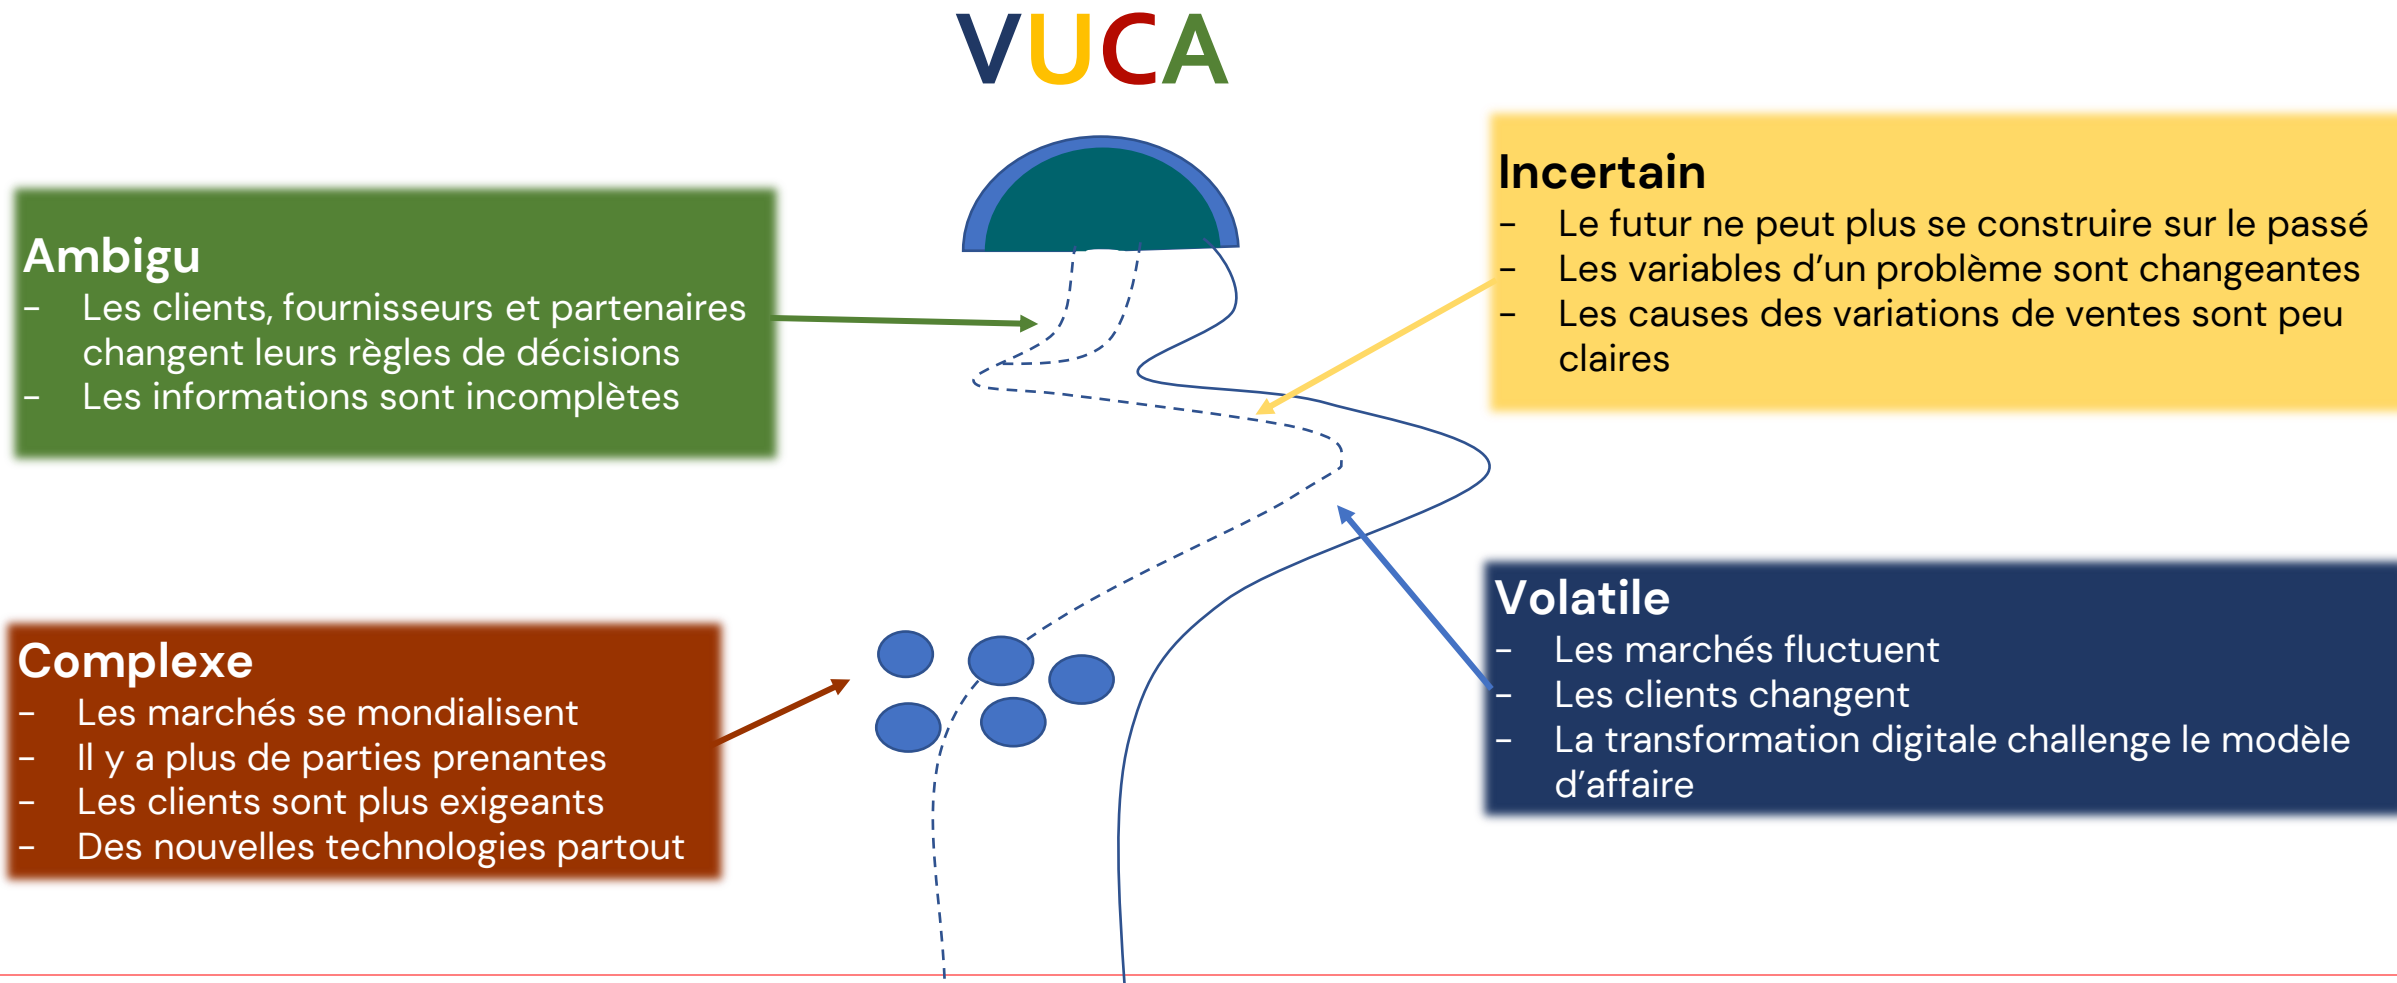 VUCA
Ambigu
- Les clients, fournisseurs et partenaires
changent leurs règles de décisions
- Les informations sont incomplètes
Incertain
- Le futur ne peut plus se construire sur le passé
- Les variables d’un problème sont changeantes
- Les causes des variations de ventes sont peu
claires
Complexe
- Les marchés se mondialisent
- Il y a plus de parties prenantes
- Les clients sont plus exigeants
- Des nouvelles technologies partout
Volatile
- Les marchés fluctuent
- Les clients changent
- La transformation digitale challenge le modèle
d’affaire